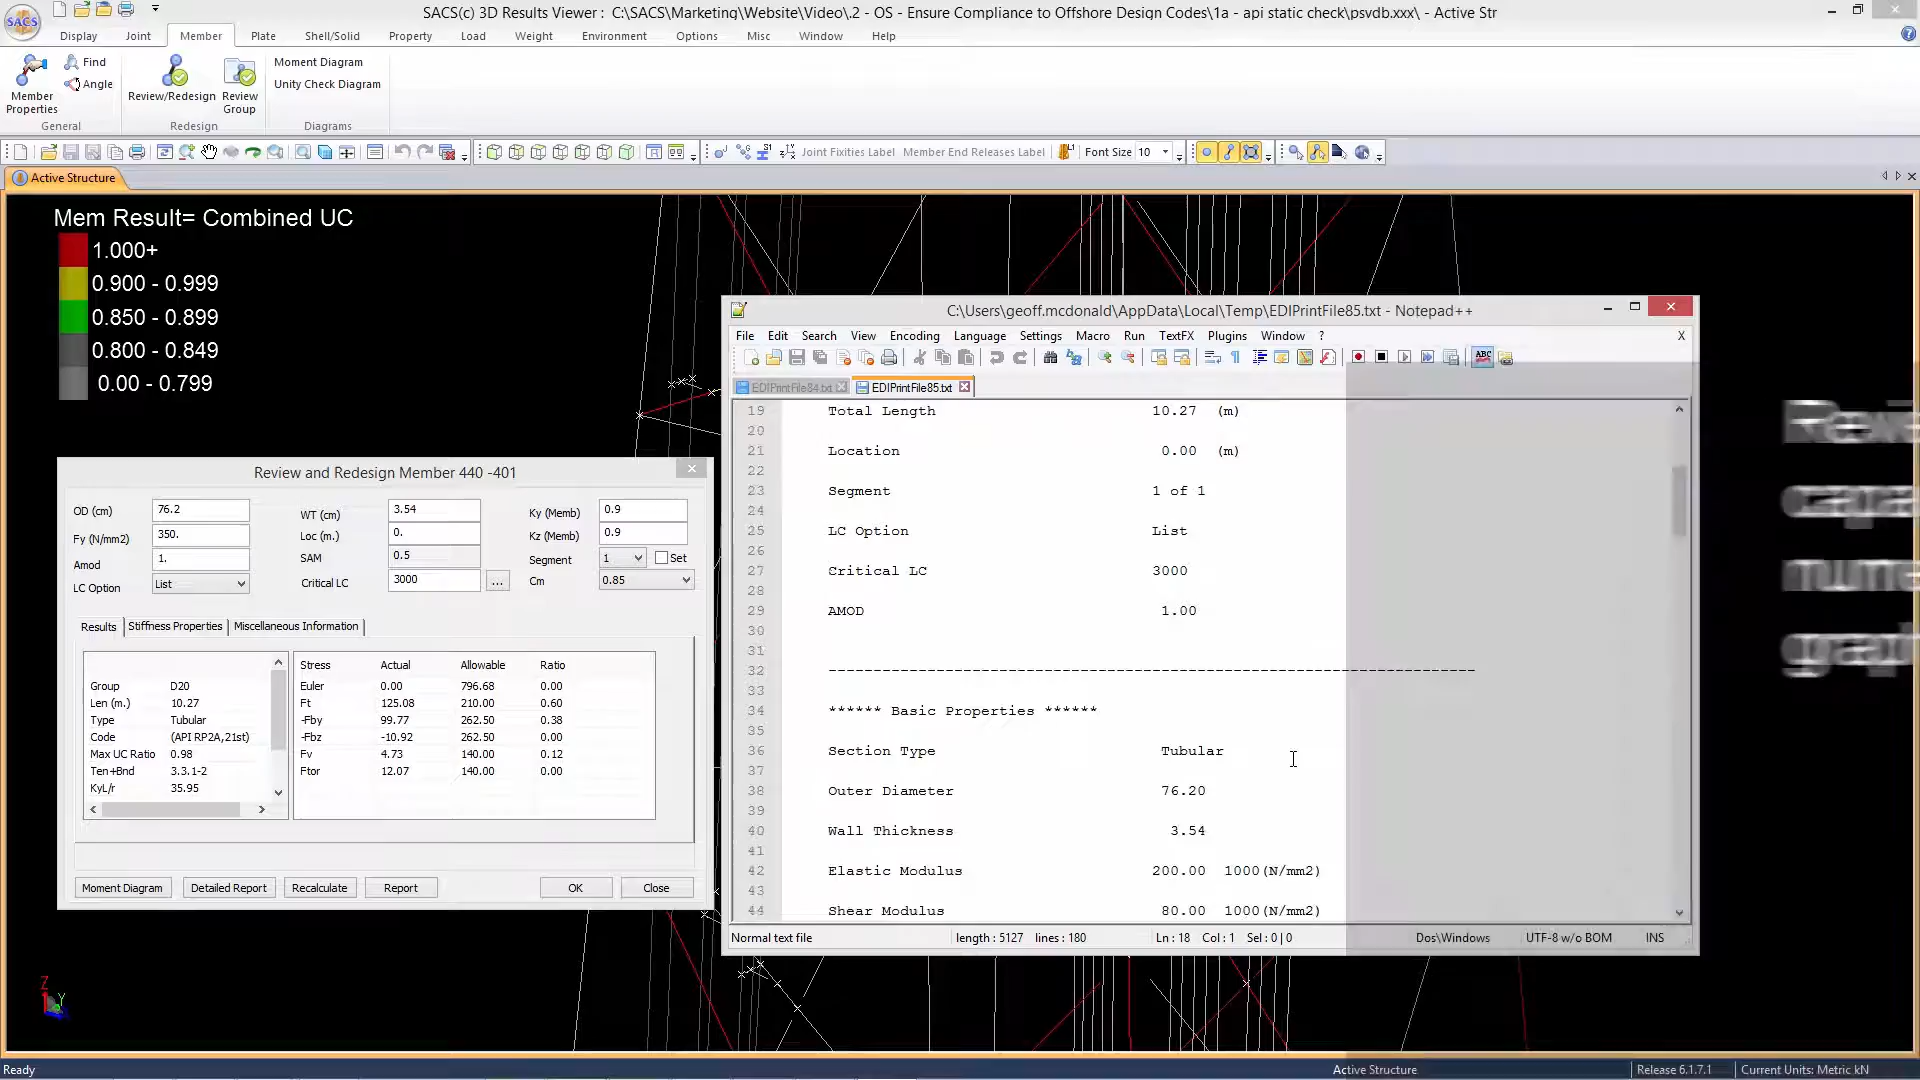 SACS
SACS(c) 3D Results Viewer : C:\SACS\Marketing\Website\Video\.2 - OS - Ensure Compliance to Offshore Design Codes\1a - api static check\psvdb.xxx\ - Active Str
Display Joint Member Plate Shell/Solid Property Load Weight Environment Options Misc Window Help
Member Properties
Find
Angle
Review/Redesign
Review Group
Moment Diagram
Unity Check Diagram
General Redesign Diagrams
Joint Fixities Label Member End Releases Label Font Size 10
Active Structure
Mem Result= Combined UC
1.000+
0.900 - 0.999
0.850 - 0.899
0.800 - 0.849
0.00 - 0.799
Review and Redesign Member 440 -401
OD (cm) 76.2 WT (cm) 3.54 Ky (Memb) 0.9
Fy (N/mm2) 350. Loc (m.) 0. Kz (Memb) 0.9
Amod 1. SAM 0.5 Segment 1 Set
LC Option List Critical LC 3000 ... Cm 0.85
Results Stiffness Properties Miscellaneous Information
Group D20
Len (m.) 10.27
Type Tubular
Code (API RP2A,21st)
Max UC Ratio 0.98
Ten+Bnd 3.3.1-2
KyL/r 35.95
Stress Actual Allowable Ratio
Euler 0.00 796.68 0.00
Ft 125.08 210.00 0.60
-Fby 99.77 262.50 0.38
-Fbz -10.92 262.50 0.00
Fv 4.73 140.00 0.12
Ftor 12.07 140.00 0.00
Moment Diagram Detailed Report Recalculate Report OK Close
C:\Users\geoff.mcdonald\AppData\Local\Temp\EDIPrintFile85.txt - Notepad++
File Edit Search View Encoding Language Settings Macro Run TextFX Plugins Window ? X
ABC
EDIPrintFile84.txt EDIPrintFile85.txt
19 Total Length 10.27 (m)
20
21 Location 0.00 (m)
22
23 Segment 1 of 1
24
25 LC Option List
26
27 Critical LC 3000
28
29 AMOD 1.00
30
31
32 ------------------------------------------------------------------------
33
34 ****** Basic Properties ******
35
36 Section Type Tubular
37
38 Outer Diameter 76.20
39
40 Wall Thickness 3.54
41
42 Elastic Modulus 200.00 1000(N/mm2)
43
44 Shear Modulus 80.00 1000(N/mm2)
Normal text file length : 5127 lines : 180 Ln : 18 Col : 1 Sel : 0 | 0 Dos\Windows UTF-8 w/o BOM INS
Z
Y
Ready Active Structure Release 6.1.7.1 Current Units: Metric kN